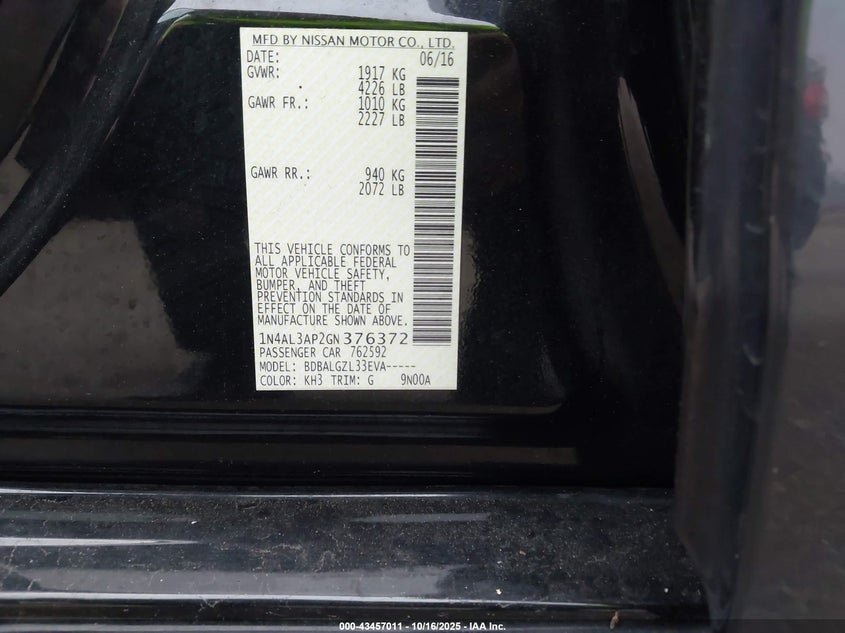 MFD BY NISSAN MOTOR CO., LTD.
DATE: 06/16
GVWR: 1917 KG
4226 LB
GAWR FR.: 1010 KG
2227 LB
GAWR RR.: 940 KG
2072 LB
THIS VEHICLE CONFORMS TO
ALL APPLICABLE FEDERAL
MOTOR VEHICLE SAFETY,
BUMPER, AND THEFT
PREVENTION STANDARDS IN
EFFECT ON THE DATE OF
MANUFACTURE SHOWN ABOVE.
1N4AL3AP2GN376372
PASSENGER CAR 762592
MODEL: BDBALGZL33EVA-----
COLOR: KH3 TRIM: G 9N00A
000-43457011 - 10/16/2025 - IAA Inc.